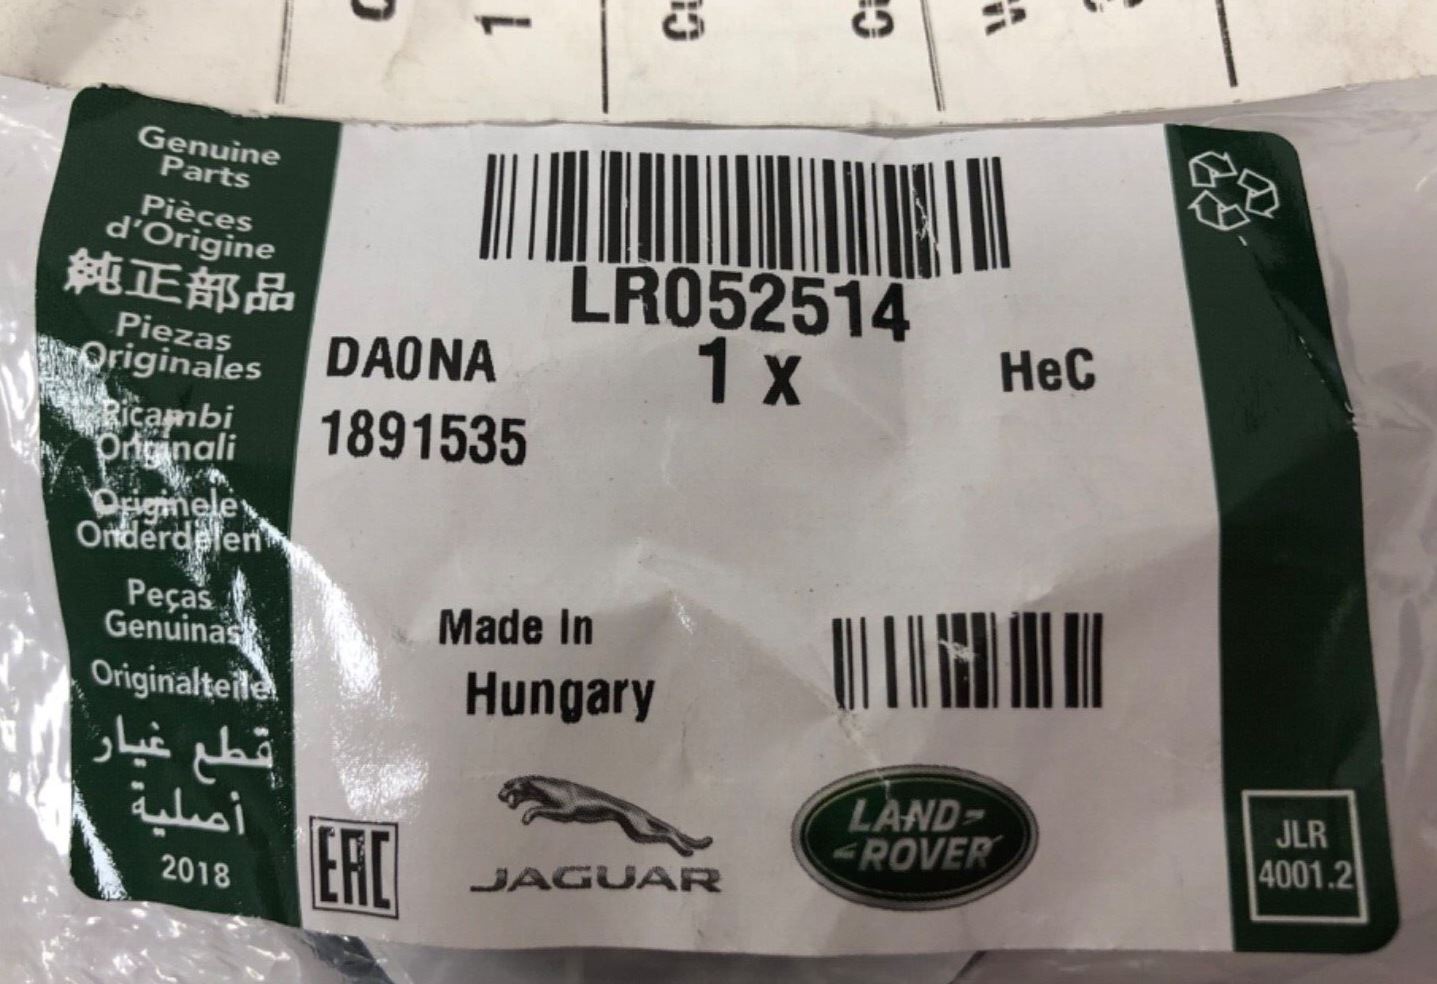 Genuine
Parts
Pièces
d'Origine
純正部品
Piezas
Originales
Ricambi
Originali
Originele
Onderdelen
Peças
Genuinas
Originalteile
قطع غيار
أصلية
2018
LR052514
DA0NA
1 x
HeC
1891535
Made In
Hungary
EAC
JAGUAR
LAND-
-ROVER
JLR
4001.2